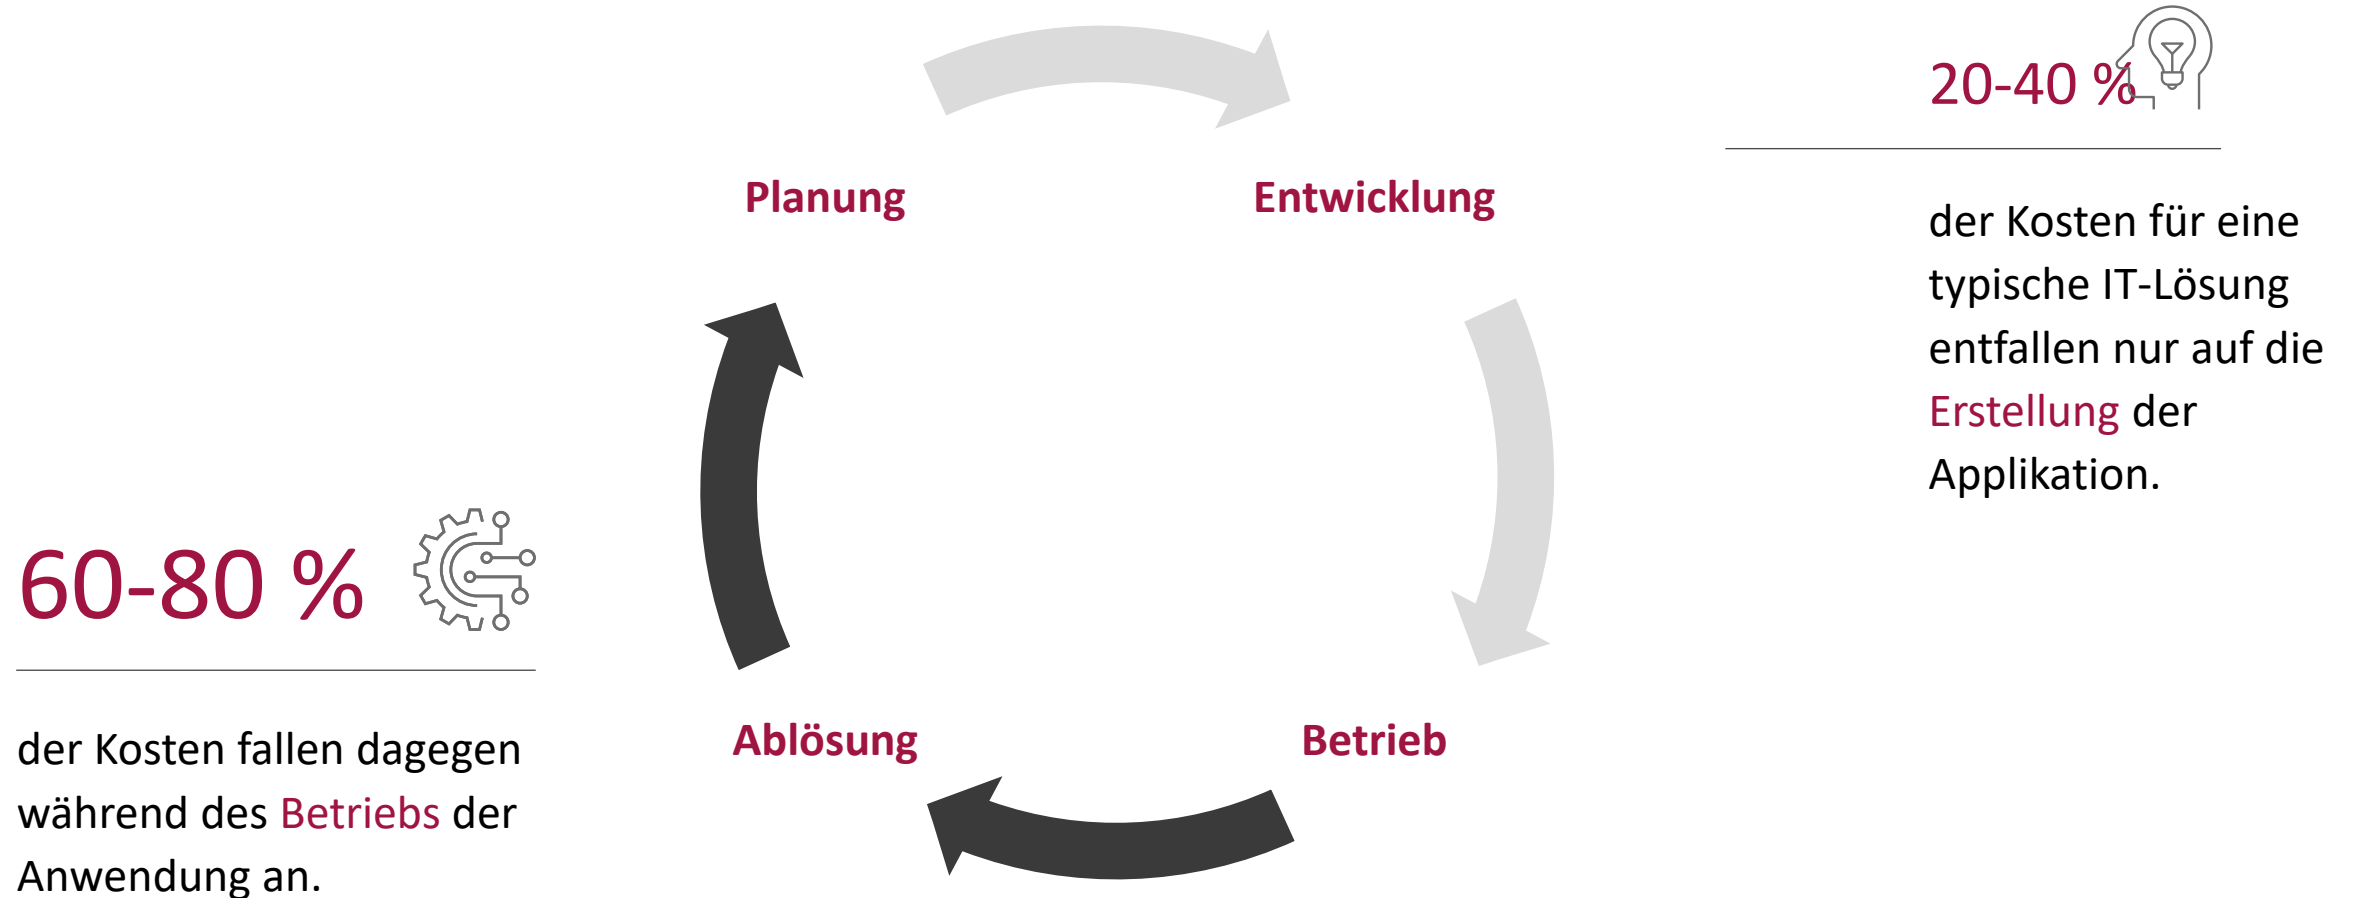 Planung
Entwicklung
Betrieb
Ablösung
20-40 %
der Kosten für eine
typische IT-Lösung
entfallen nur auf die
Erstellung der
Applikation.
60-80 %
der Kosten fallen dagegen
während des Betriebs der
Anwendung an.